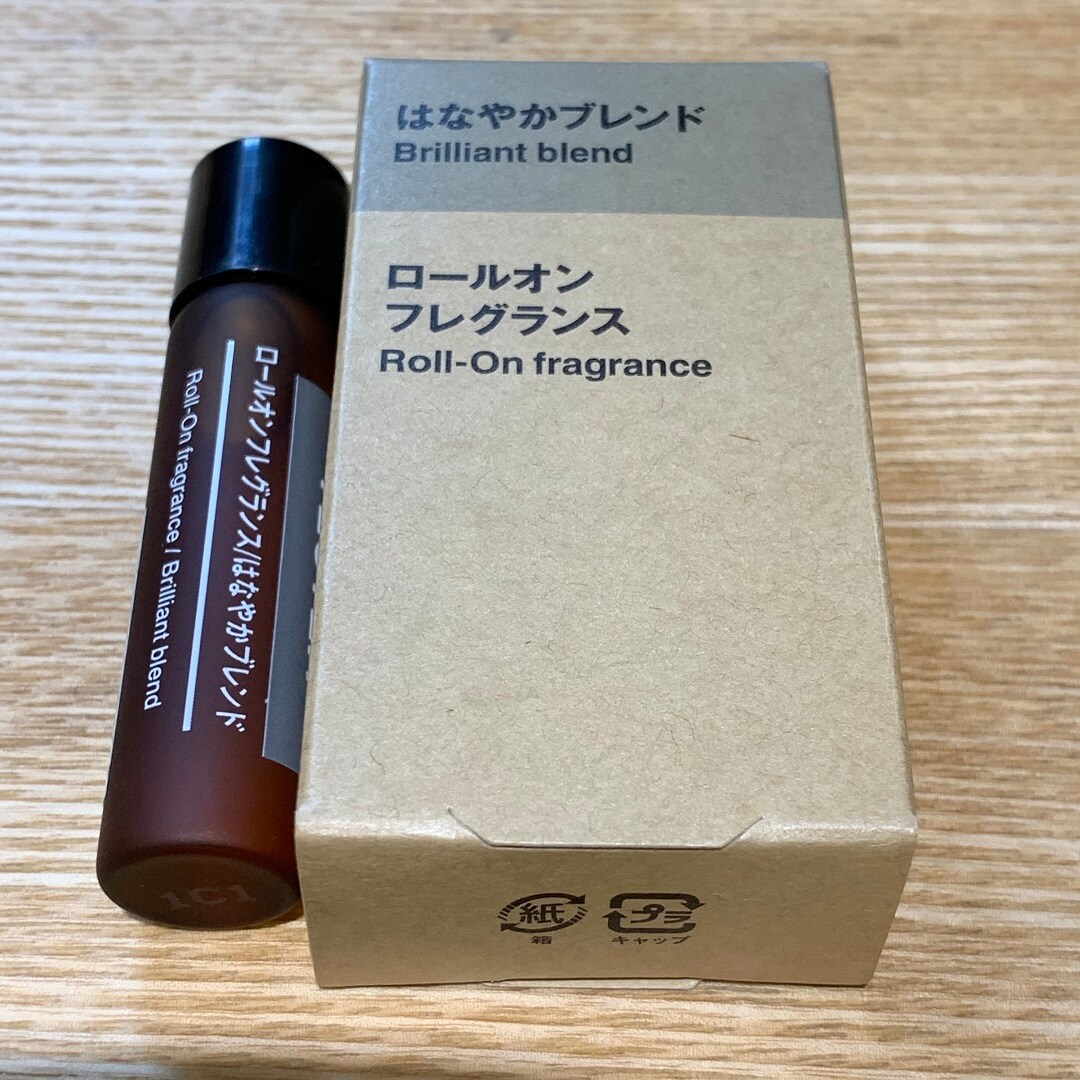 はなやかブレンド
Brilliant blend
ロールオン
フレグランス
Roll-On fragrance
紙
箱
プラ
キャップ
ロールオンフレグランス/はなやかブレンド
Roll-On fragrance / Brilliant blend
1C1